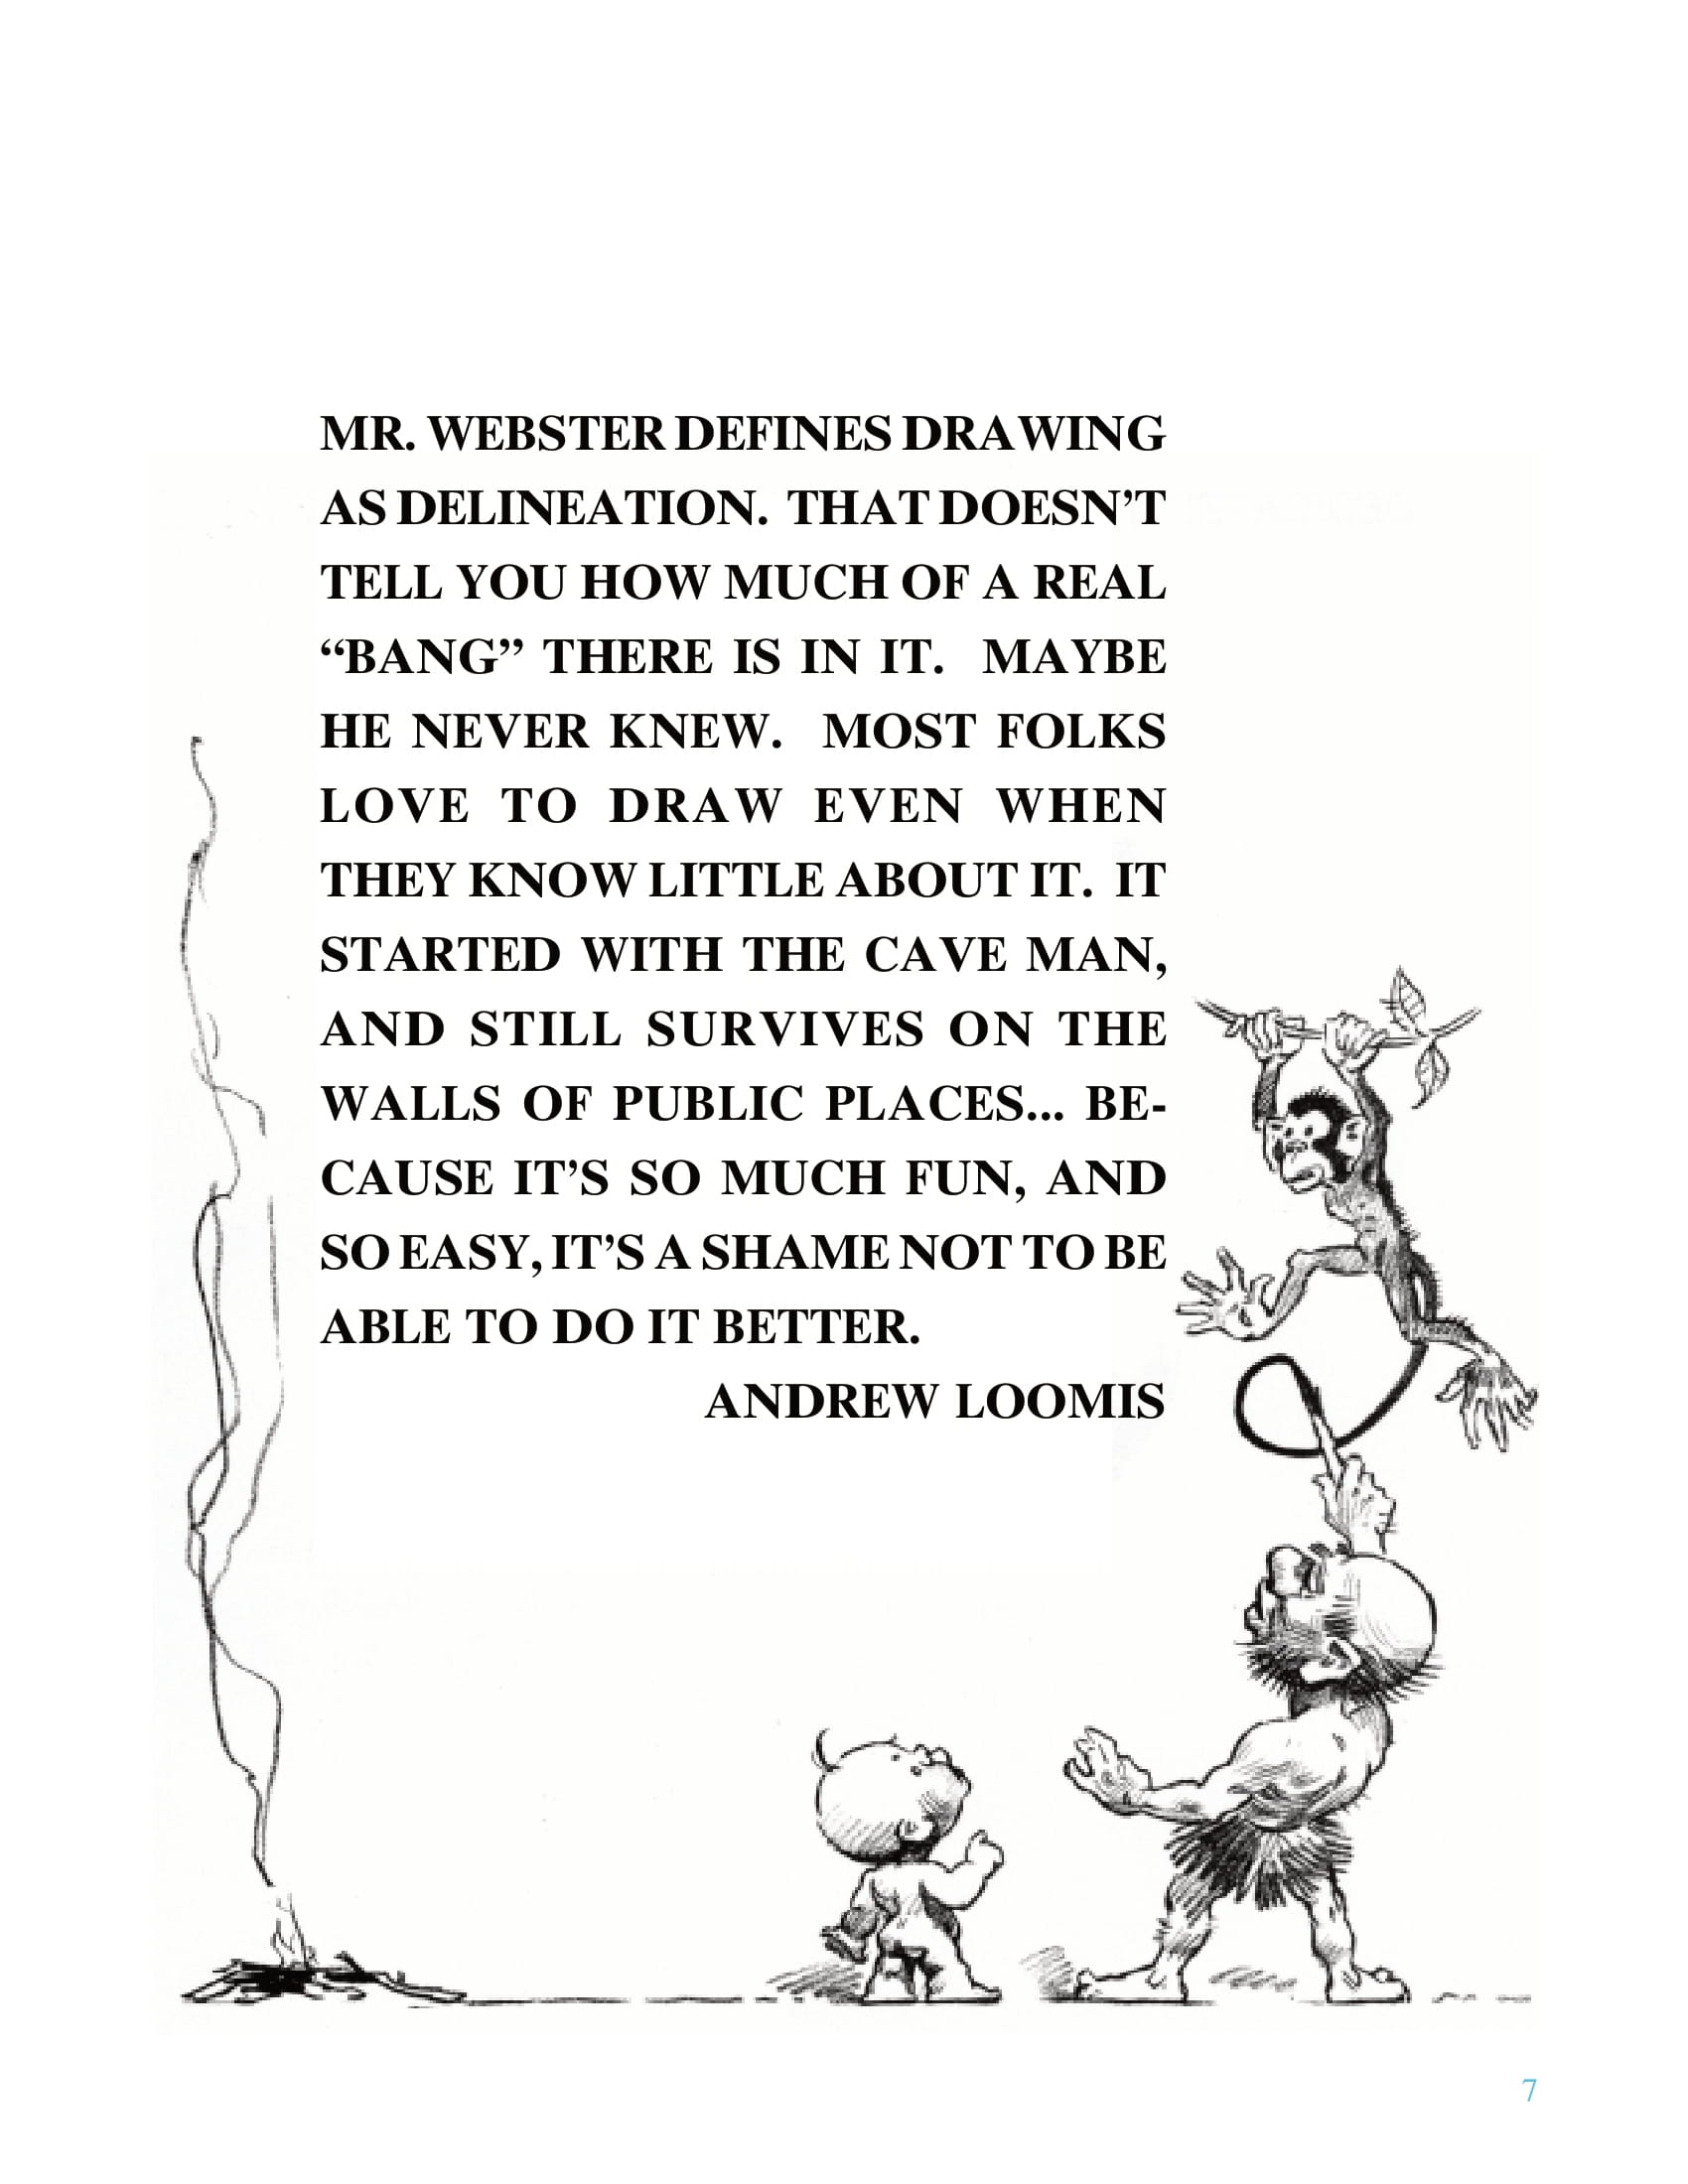 MR. WEBSTER DEFINES DRAWING
AS DELINEATION. THAT DOESN’T
TELL YOU HOW MUCH OF A REAL
“BANG” THERE IS IN IT. MAYBE
HE NEVER KNEW. MOST FOLKS
LOVE TO DRAW EVEN WHEN
THEY KNOW LITTLE ABOUT IT. IT
STARTED WITH THE CAVE MAN,
AND STILL SURVIVES ON THE
WALLS OF PUBLIC PLACES... BE-
CAUSE IT’S SO MUCH FUN, AND
SO EASY, IT’S A SHAME NOT TO BE
ABLE TO DO IT BETTER.
ANDREW LOOMIS
7